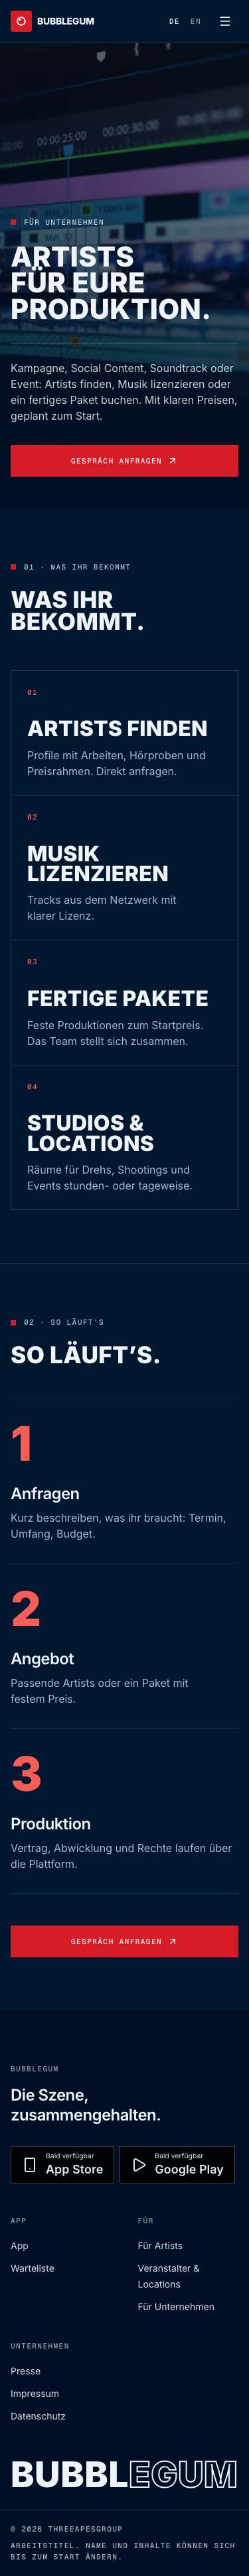 BUBBLEGUM
DE EN
00:00:25:00
00:00:30:00
FÜR UNTERNEHMEN
ARTISTS
FÜR EURE
PRODUKTION.
Kampagne, Social Content, Soundtrack oder
Event: Artists finden, Musik lizenzieren oder
ein fertiges Paket buchen. Mit klaren Preisen,
geplant zum Start.
GESPRÄCH ANFRAGEN
01 · WAS IHR BEKOMMT
WAS IHR
BEKOMMT.
01
ARTISTS FINDEN
Profile mit Arbeiten, Hörproben und
Preisrahmen. Direkt anfragen.
02
MUSIK
LIZENZIEREN
Tracks aus dem Netzwerk mit
klarer Lizenz.
03
FERTIGE PAKETE
Feste Produktionen zum Startpreis.
Das Team stellt sich zusammen.
04
STUDIOS &
LOCATIONS
Räume für Drehs, Shootings und
Events stunden- oder tageweise.
02 · SO LÄUFT'S
SO LÄUFT’S.
1
Anfragen
Kurz beschreiben, was ihr braucht: Termin,
Umfang, Budget.
2
Angebot
Passende Artists oder ein Paket mit
festem Preis.
3
Produktion
Vertrag, Abwicklung und Rechte laufen über
die Plattform.
GESPRÄCH ANFRAGEN
BUBBLEGUM
Die Szene,
zusammengehalten.
Bald verfügbar
App Store
Bald verfügbar
Google Play
APP
App
Warteliste
FÜR
Für Artists
Veranstalter &
Locations
Für Unternehmen
UNTERNEHMEN
Presse
Impressum
Datenschutz
BUBBLEGUM
© 2026 THREEAPESGROUP
ARBEITSTITEL. NAME UND INHALTE KÖNNEN SICH
BIS ZUM START ÄNDERN.